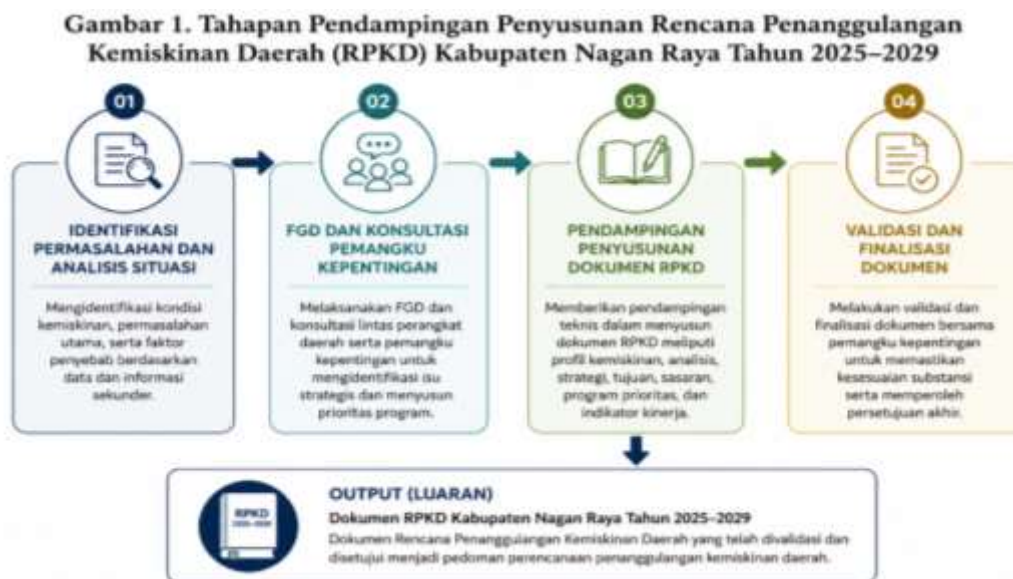 Gambar 1. Tahapan Pendampingan Penyusunan Rencana Penanggulangan
Kemiskinan Daerah (RPKD) Kabupaten Nagan Raya Tahun 2025–2029
01
IDENTIFIKASI
PERMASALAHAN DAN
ANALISIS SITUASI
Mengidentifikasi kondisi
kemiskinan, permasalahan
utama, serta faktor
penyebab berdasarkan
data dan informasi
sekunder.
02
FGD DAN KONSULTASI
PEMANGKU
KEPENTINGAN
Melaksanakan FGD dan
konsultasi lintas perangkat
daerah serta pemangku
kepentingan untuk
mengidentifikasi isu
strategis dan menyusun
prioritas program.
03
PENDAMPINGAN
PENYUSUNAN
DOKUMEN RPKD
Memberikan pendampingan
teknis dalam menyusun
dokumen RPKD meliputi
profil kemiskinan, analisis,
strategi, tujuan, sasaran,
program prioritas, dan
indikator kinerja.
04
VALIDASI DAN
FINALISASI
DOKUMEN
Melakukan validasi dan
finalisasi dokumen bersama
pemangku kepentingan
untuk memastikan
kesesuaian substansi
serta memperoleh
persetujuan akhir.
RPKD
OUTPUT (LUARAN)
Dokumen RPKD Kabupaten Nagan Raya Tahun 2025–2029
Dokumen Rencana Penanggulangan Kemiskinan Daerah yang telah divalidasi dan
disetujui menjadi pedoman perencanaan penanggulangan kemiskinan daerah.